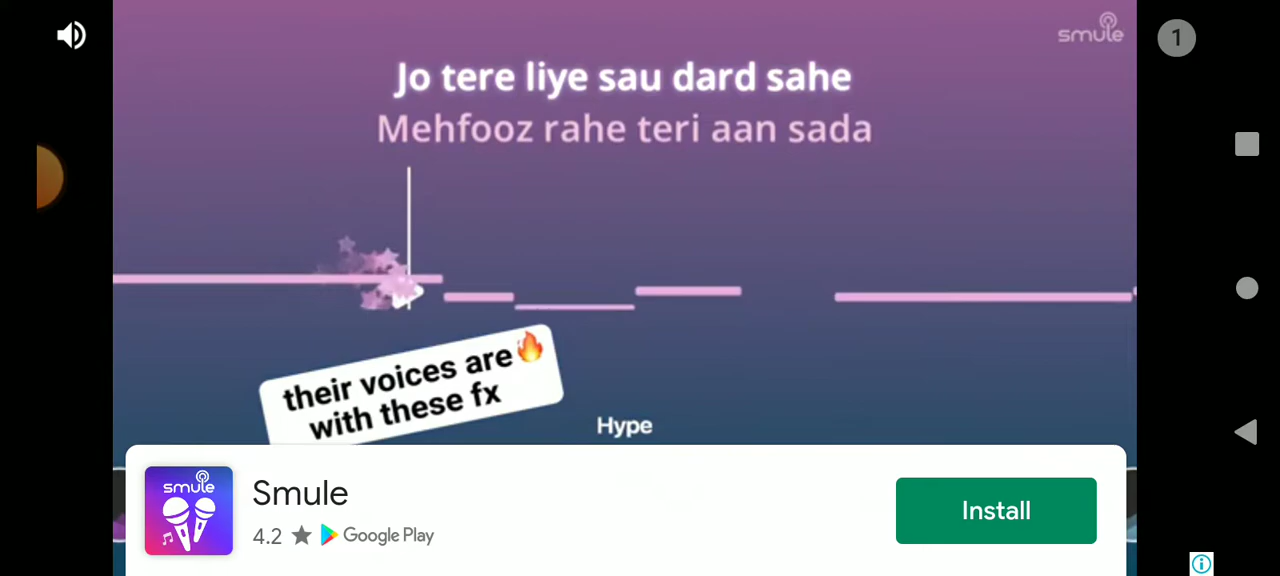 smule
1
Jo tere liye sau dard sahe
Mehfooz rahe teri aan sada
their voices are🔥
with these fx
Hype
smule
Smule
4.2 ★ Google Play
Install